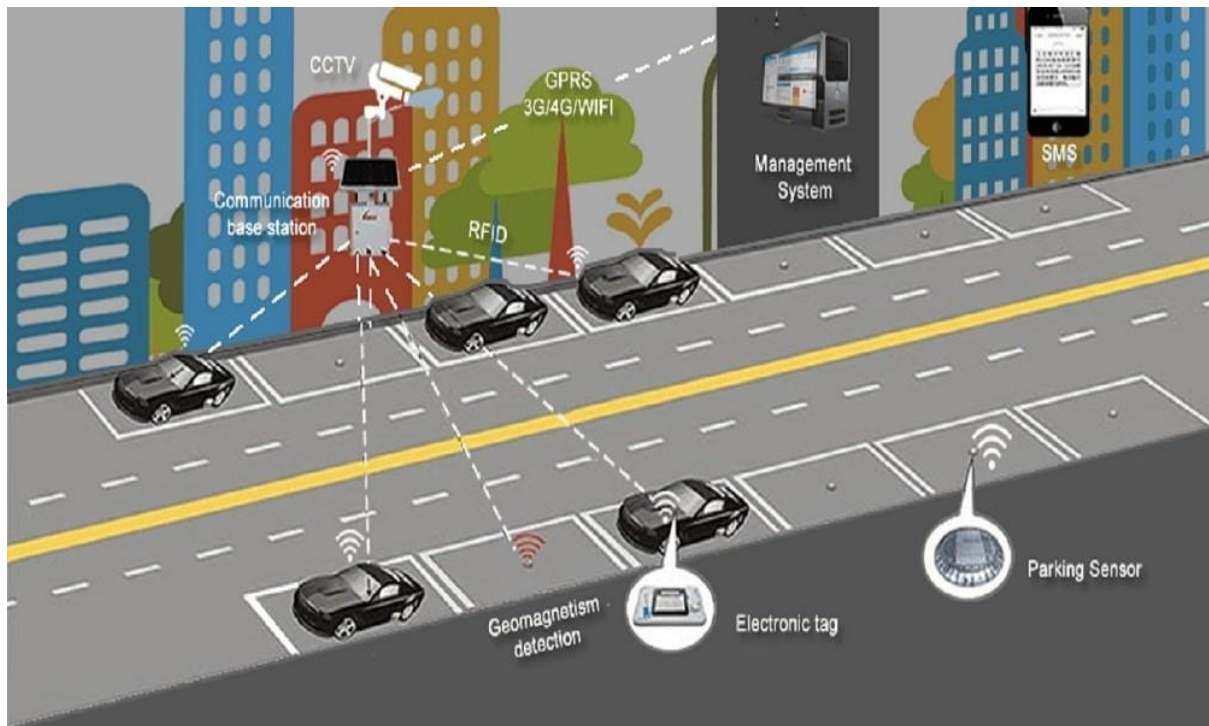 CCTV
GPRS
3G/4G/WIFI
Management
System
SMS
Communication
base station
RFID
Geomagnetism
detection
Electronic tag
Parking Sensor